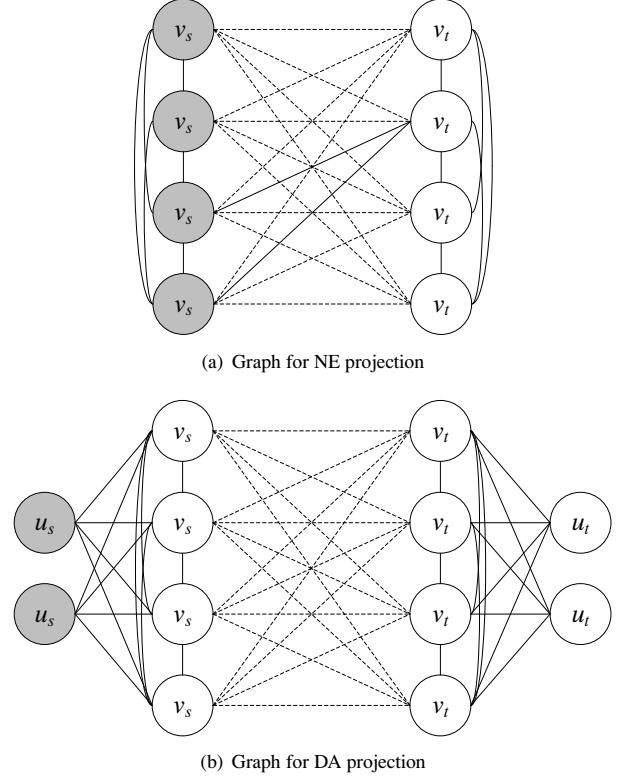 v_s v_t
v_s v_t
v_s v_t
v_s v_t
(a) Graph for NE projection
v_s v_t
u_s v_s v_t u_t
u_s v_s v_t u_t
v_s v_t
(b) Graph for DA projection